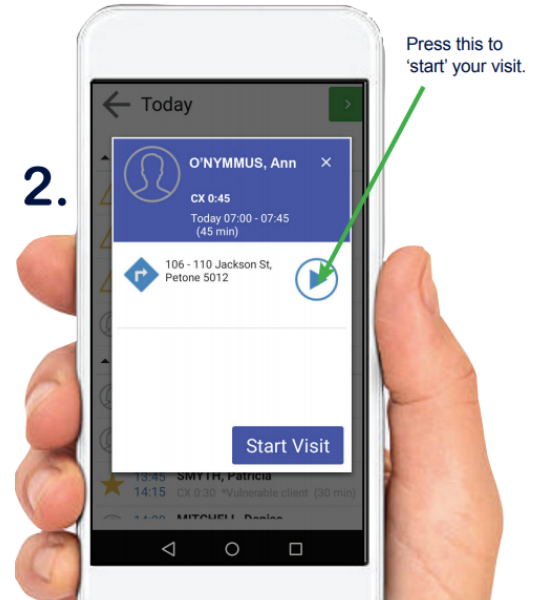 Press this to
‘start’ your visit.
2.
Today
O'NYMMUS, Ann
CX 0:45
Today 07:00 - 07:45
(45 min)
106 - 110 Jackson St,
Petone 5012
Start Visit
13:45 SMYTH, Patricia
14:15 CX 0:30 *Vulnerable client (30 min)
MITCHELL, Denise